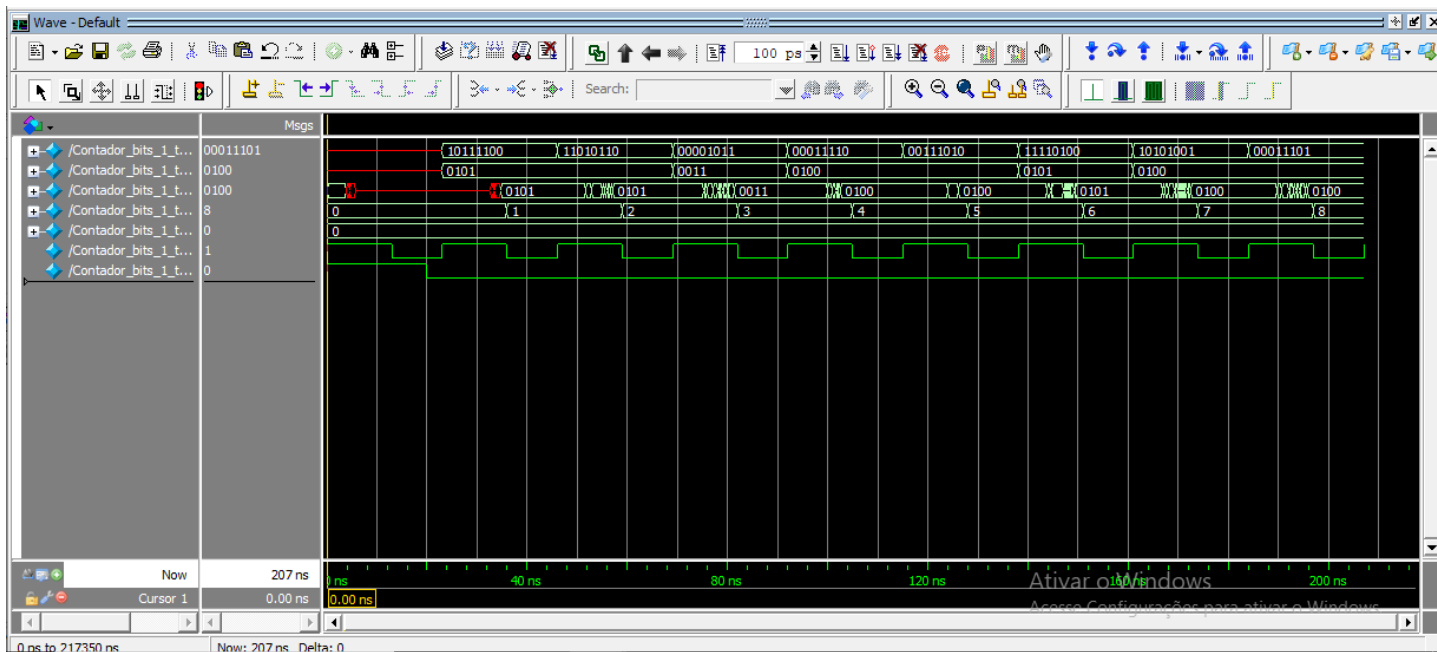 Wave - Default
100 ps
Search:
Msgs
/Contador_bits_1_t... 00011101 10111100 11010110 00001011 00011110 00111010 11110100 10101001 00011101
/Contador_bits_1_t... 0100 0101 0011 0100 0101 0100
/Contador_bits_1_t... 0100 0101 0101 0011 0100 0100 0101 0100 0100
/Contador_bits_1_t... 8 0 1 2 3 4 5 6 7 8
/Contador_bits_1_t... 0 0
/Contador_bits_1_t... 1
/Contador_bits_1_t... 0
Now 207 ns ns 40 ns 80 ns 120 ns 160 ns 200 ns
Ativar o Windows
Cursor 1 0.00 ns 0.00 ns
Acesse Configurações para ativar o Windows.
0 ps to 217350 ps Now: 207 ns Delta: 0